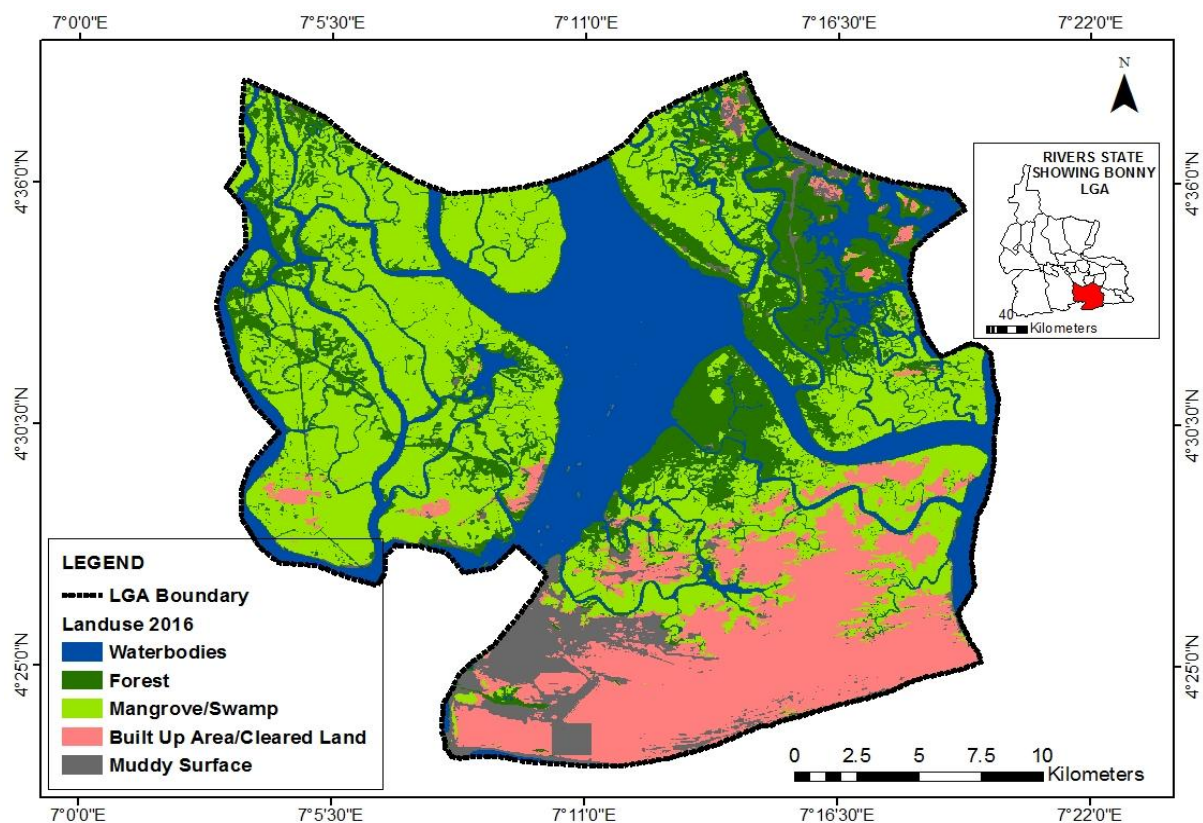 7°0'0"E 7°5'30"E 7°11'0"E 7°16'30"E 7°22'0"E
N
RIVERS STATE
SHOWING BONNY
LGA
40
Kilometers
4°36'0"N
4°36'0"N
4°30'30"N
4°30'30"N
4°25'0"N
4°25'0"N
LEGEND
LGA Boundary
Landuse 2016
Waterbodies
Forest
Mangrove/Swamp
Built Up Area/Cleared Land
Muddy Surface
0 2.5 5 7.5 10
Kilometers
7°0'0"E 7°5'30"E 7°11'0"E 7°16'30"E 7°22'0"E